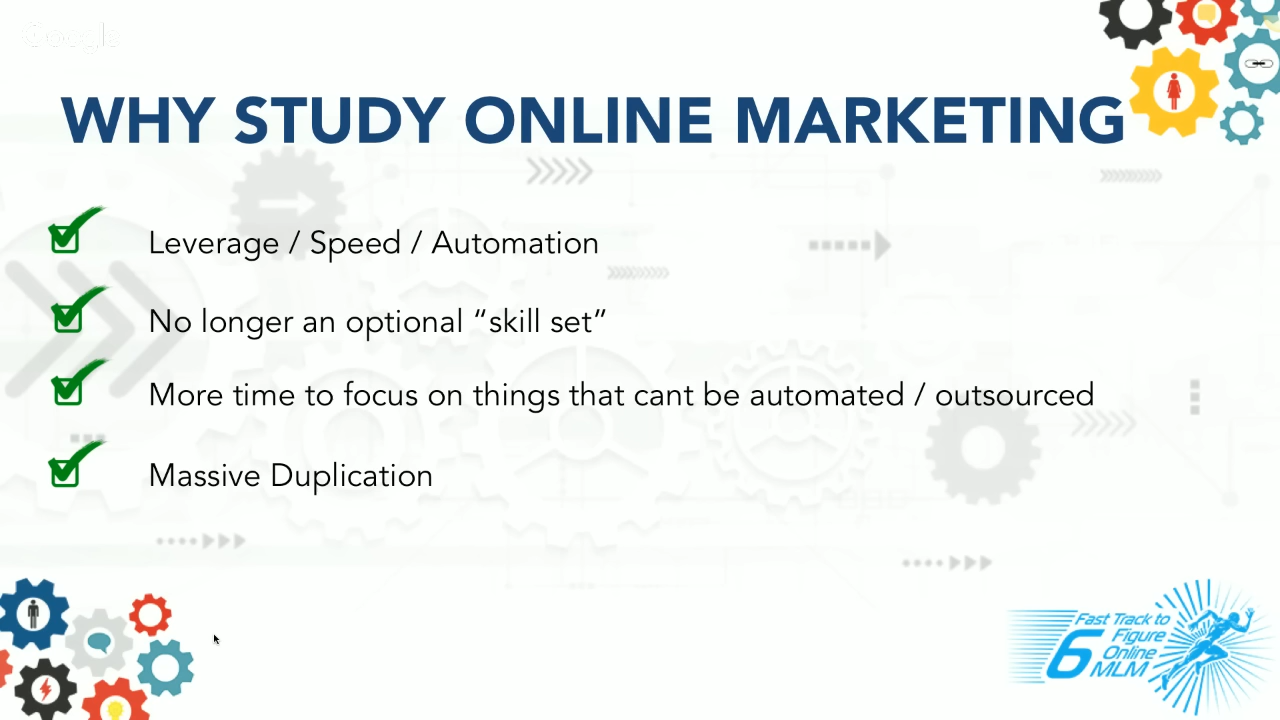 Google
WHY STUDY ONLINE MARKETING
Leverage / Speed / Automation
No longer an optional “skill set”
More time to focus on things that cant be automated / outsourced
Massive Duplication
Fast Track to
6 Figure
Online
MLM